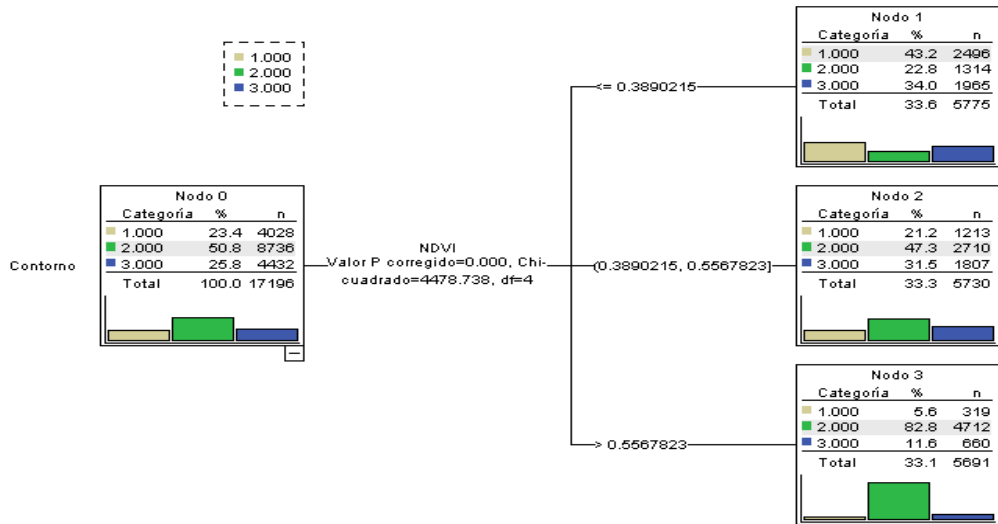 1.000
2.000
3.000
Contorno
Nodo 0
Categoría % n
1.000 23.4 4028
2.000 50.8 8736
3.000 25.8 4432
Total 100.0 17196
NDVI
Valor P corregido=0.000, Chi-
cuadrado=4478.738, df=4
<= 0.3890215
Nodo 1
Categoría % n
1.000 43.2 2496
2.000 22.8 1314
3.000 34.0 1965
Total 33.6 5775
(0.3890215, 0.5567823]
Nodo 2
Categoría % n
1.000 21.2 1213
2.000 47.3 2710
3.000 31.5 1807
Total 33.3 5730
> 0.5567823
Nodo 3
Categoría % n
1.000 5.6 319
2.000 82.8 4712
3.000 11.6 660
Total 33.1 5691